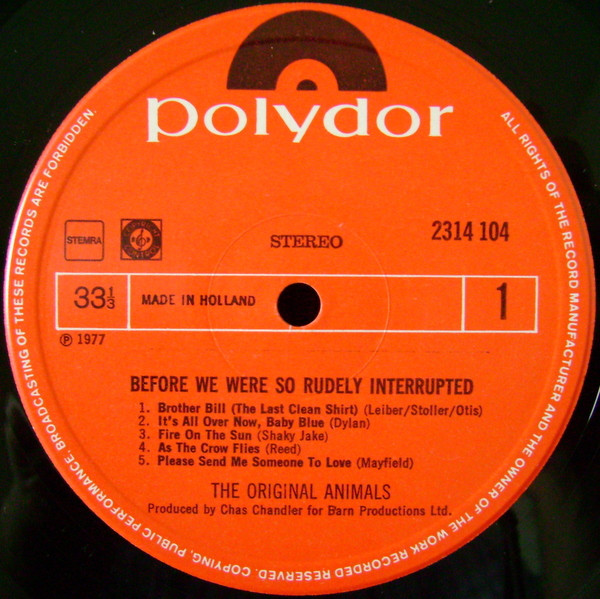 polydor
STEMRA
STEREO
2314 104
33⅓
MADE IN HOLLAND
1
℗ 1977
BEFORE WE WERE SO RUDELY INTERRUPTED
1. Brother Bill (The Last Clean Shirt) (Leiber/Stoller/Otis)
2. It's All Over Now, Baby Blue (Dylan)
3. Fire On The Sun (Shaky Jake)
4. As The Crow Flies (Reed)
5. Please Send Me Someone To Love (Mayfield)
THE ORIGINAL ANIMALS
Produced by Chas Chandler for Barn Productions Ltd.
ALL RIGHTS OF THE RECORD MANUFACTURER AND THE OWNER OF THE WORK RECORDED RESERVED. COPYING, PUBLIC PERFORMANCE, BROADCASTING OF THESE RECORDS ARE FORBIDDEN.